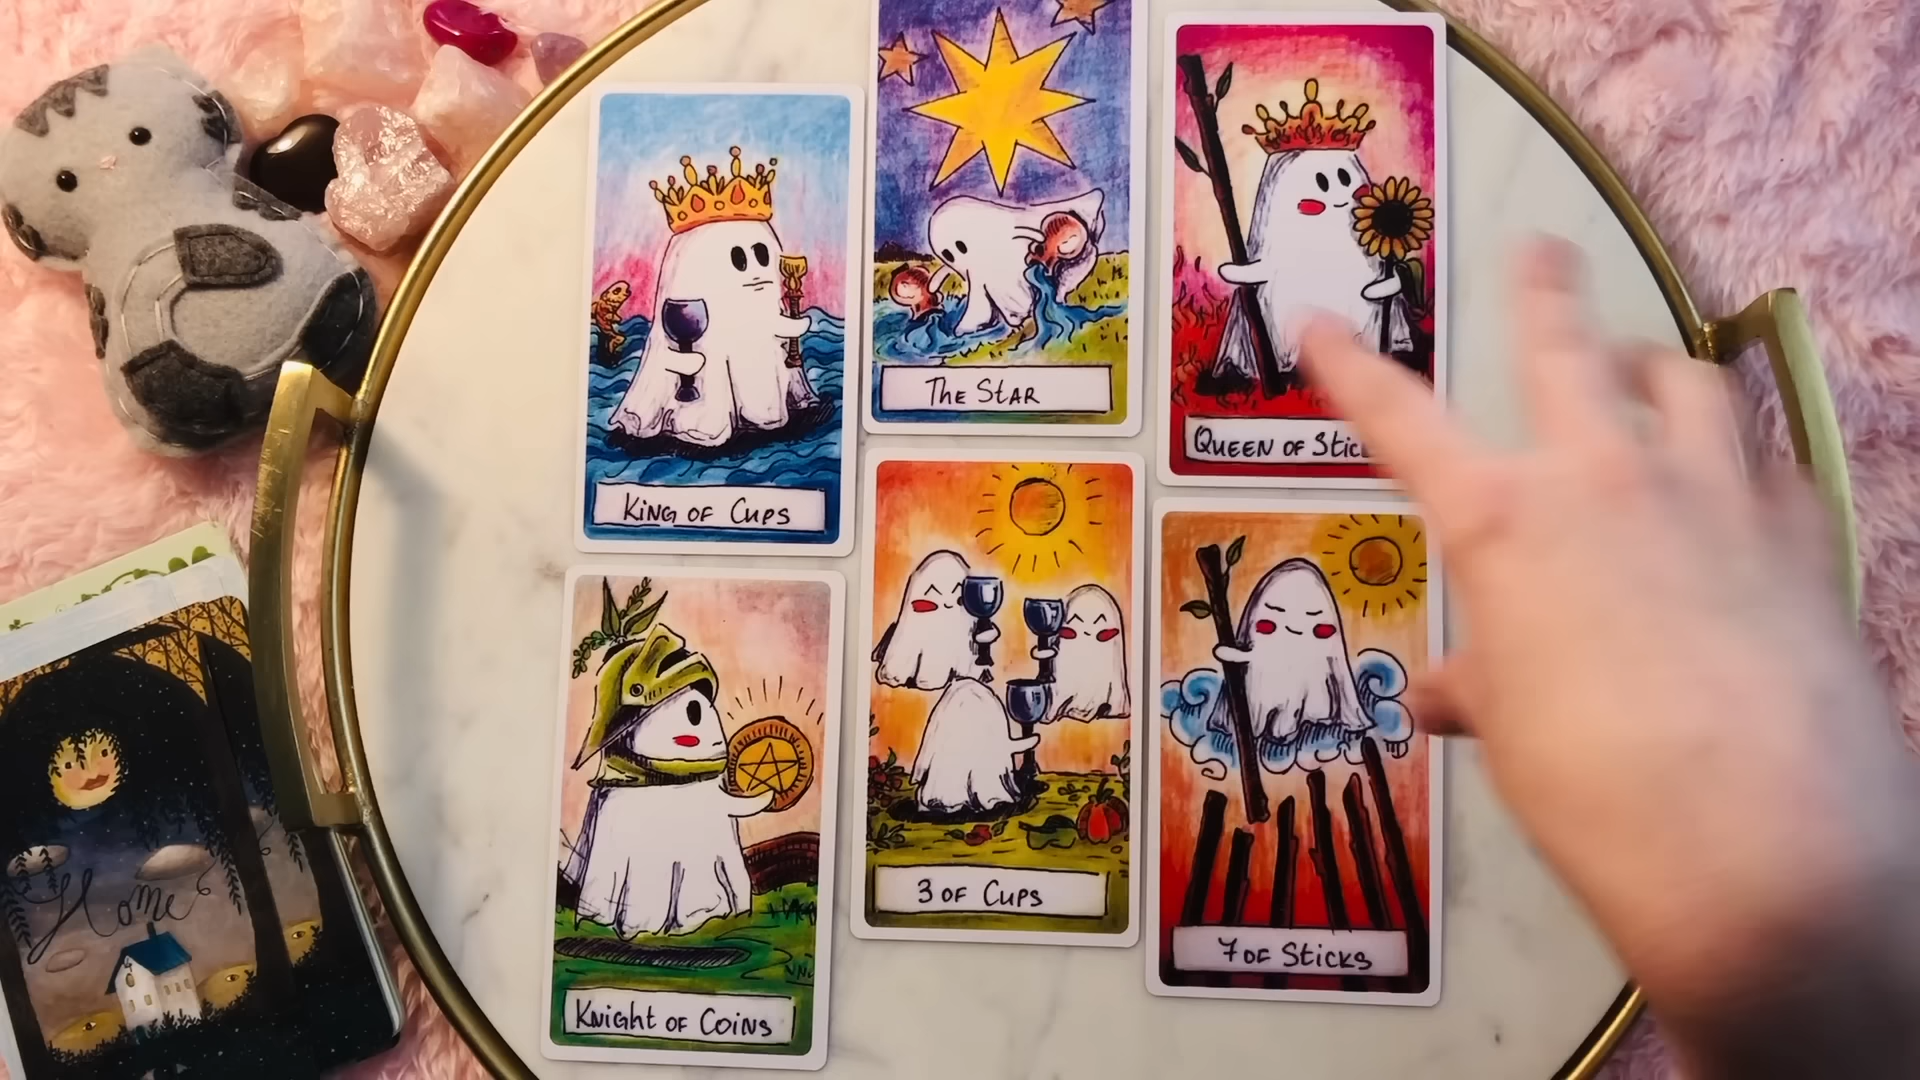 The Star
Queen of Stic
King of Cups
3 of Cups
7 of Sticks
Knight of Coins
Home